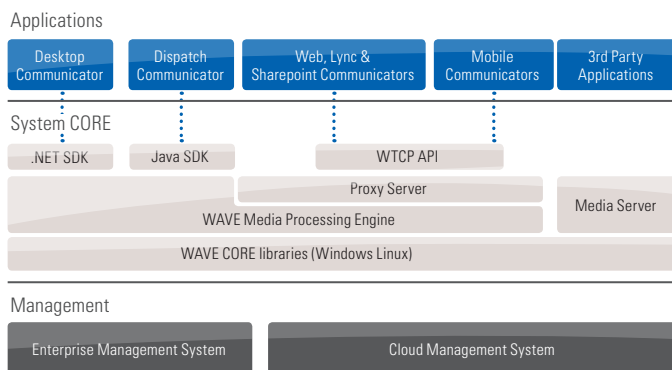 Applications
Desktop
Communicator
Dispatch
Communicator
Web, Lync &
Sharepoint Communicators
Mobile
Communicators
3rd Party
Applications
System CORE
.NET SDK
Java SDK
WTCP API
Proxy Server
Media Server
WAVE Media Processing Engine
WAVE CORE libraries (Windows Linux)
Management
Enterprise Management System
Cloud Management System